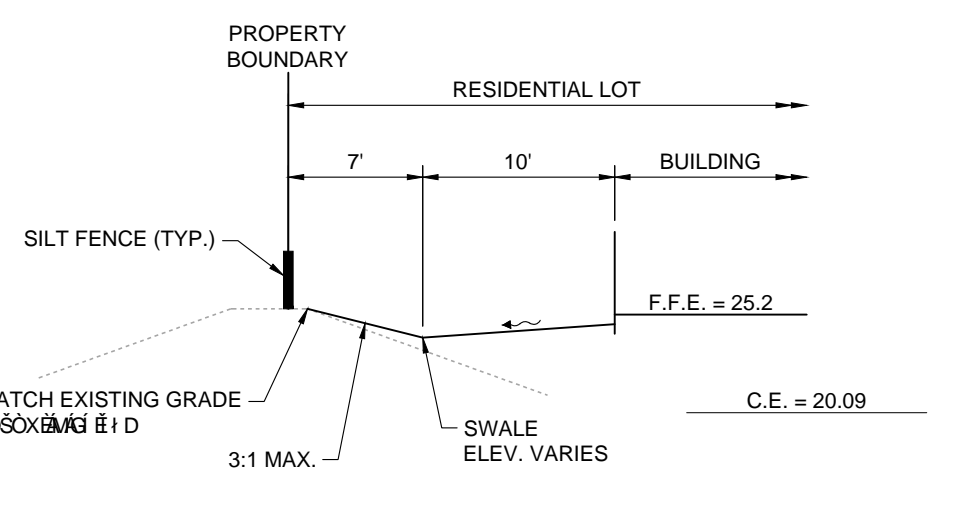 PROPERTY
BOUNDARY
RESIDENTIAL LOT
7'
10'
BUILDING
SILT FENCE (TYP.)
F.F.E. = 25.2
ATCH EXISTING GRADE
C.E. = 20.09
SWALE
ELEV. VARIES
3:1 MAX.